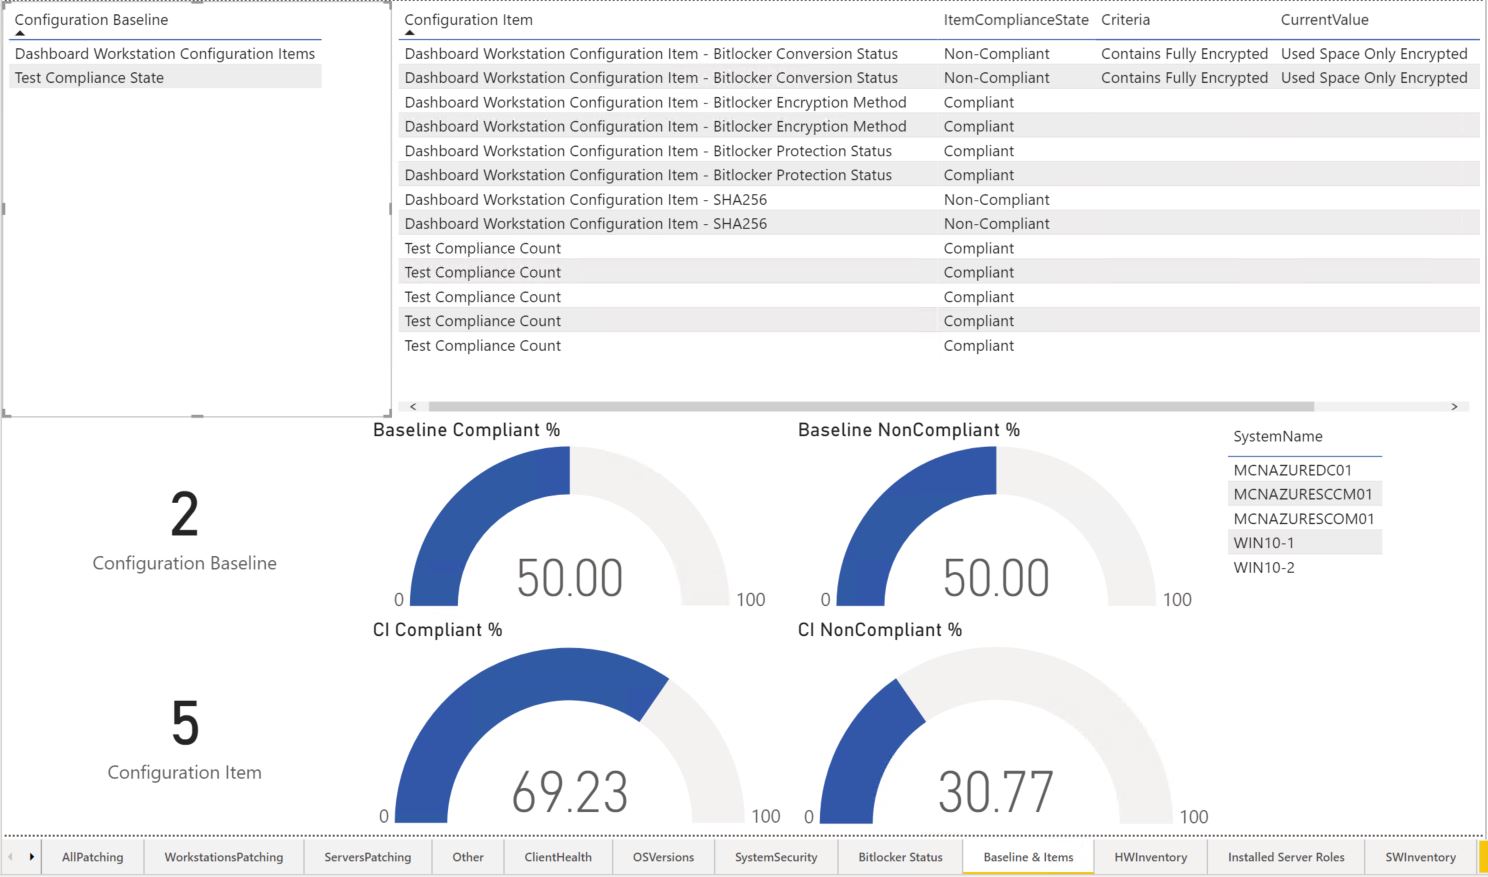 Configuration Baseline
Dashboard Workstation Configuration Items
Test Compliance State
Configuration Item ItemComplianceState Criteria CurrentValue
Dashboard Workstation Configuration Item - Bitlocker Conversion Status Non-Compliant Contains Fully Encrypted Used Space Only Encrypted
Dashboard Workstation Configuration Item - Bitlocker Conversion Status Non-Compliant Contains Fully Encrypted Used Space Only Encrypted
Dashboard Workstation Configuration Item - Bitlocker Encryption Method Compliant
Dashboard Workstation Configuration Item - Bitlocker Encryption Method Compliant
Dashboard Workstation Configuration Item - Bitlocker Protection Status Compliant
Dashboard Workstation Configuration Item - Bitlocker Protection Status Compliant
Dashboard Workstation Configuration Item - SHA256 Non-Compliant
Dashboard Workstation Configuration Item - SHA256 Non-Compliant
Test Compliance Count Compliant
Test Compliance Count Compliant
Test Compliance Count Compliant
Test Compliance Count Compliant
Test Compliance Count Compliant
2
Configuration Baseline
Baseline Compliant %
50.00
0 100
Baseline NonCompliant %
50.00
0 100
SystemName
MCNAZUREDC01
MCNAZURESCCM01
MCNAZURESCOM01
WIN10-1
WIN10-2
5
Configuration Item
CI Compliant %
69.23
0 100
CI NonCompliant %
30.77
0 100
AllPatching WorkstationsPatching ServersPatching Other ClientHealth OSVersions SystemSecurity Bitlocker Status Baseline & Items HWInventory Installed Server Roles SWInventory